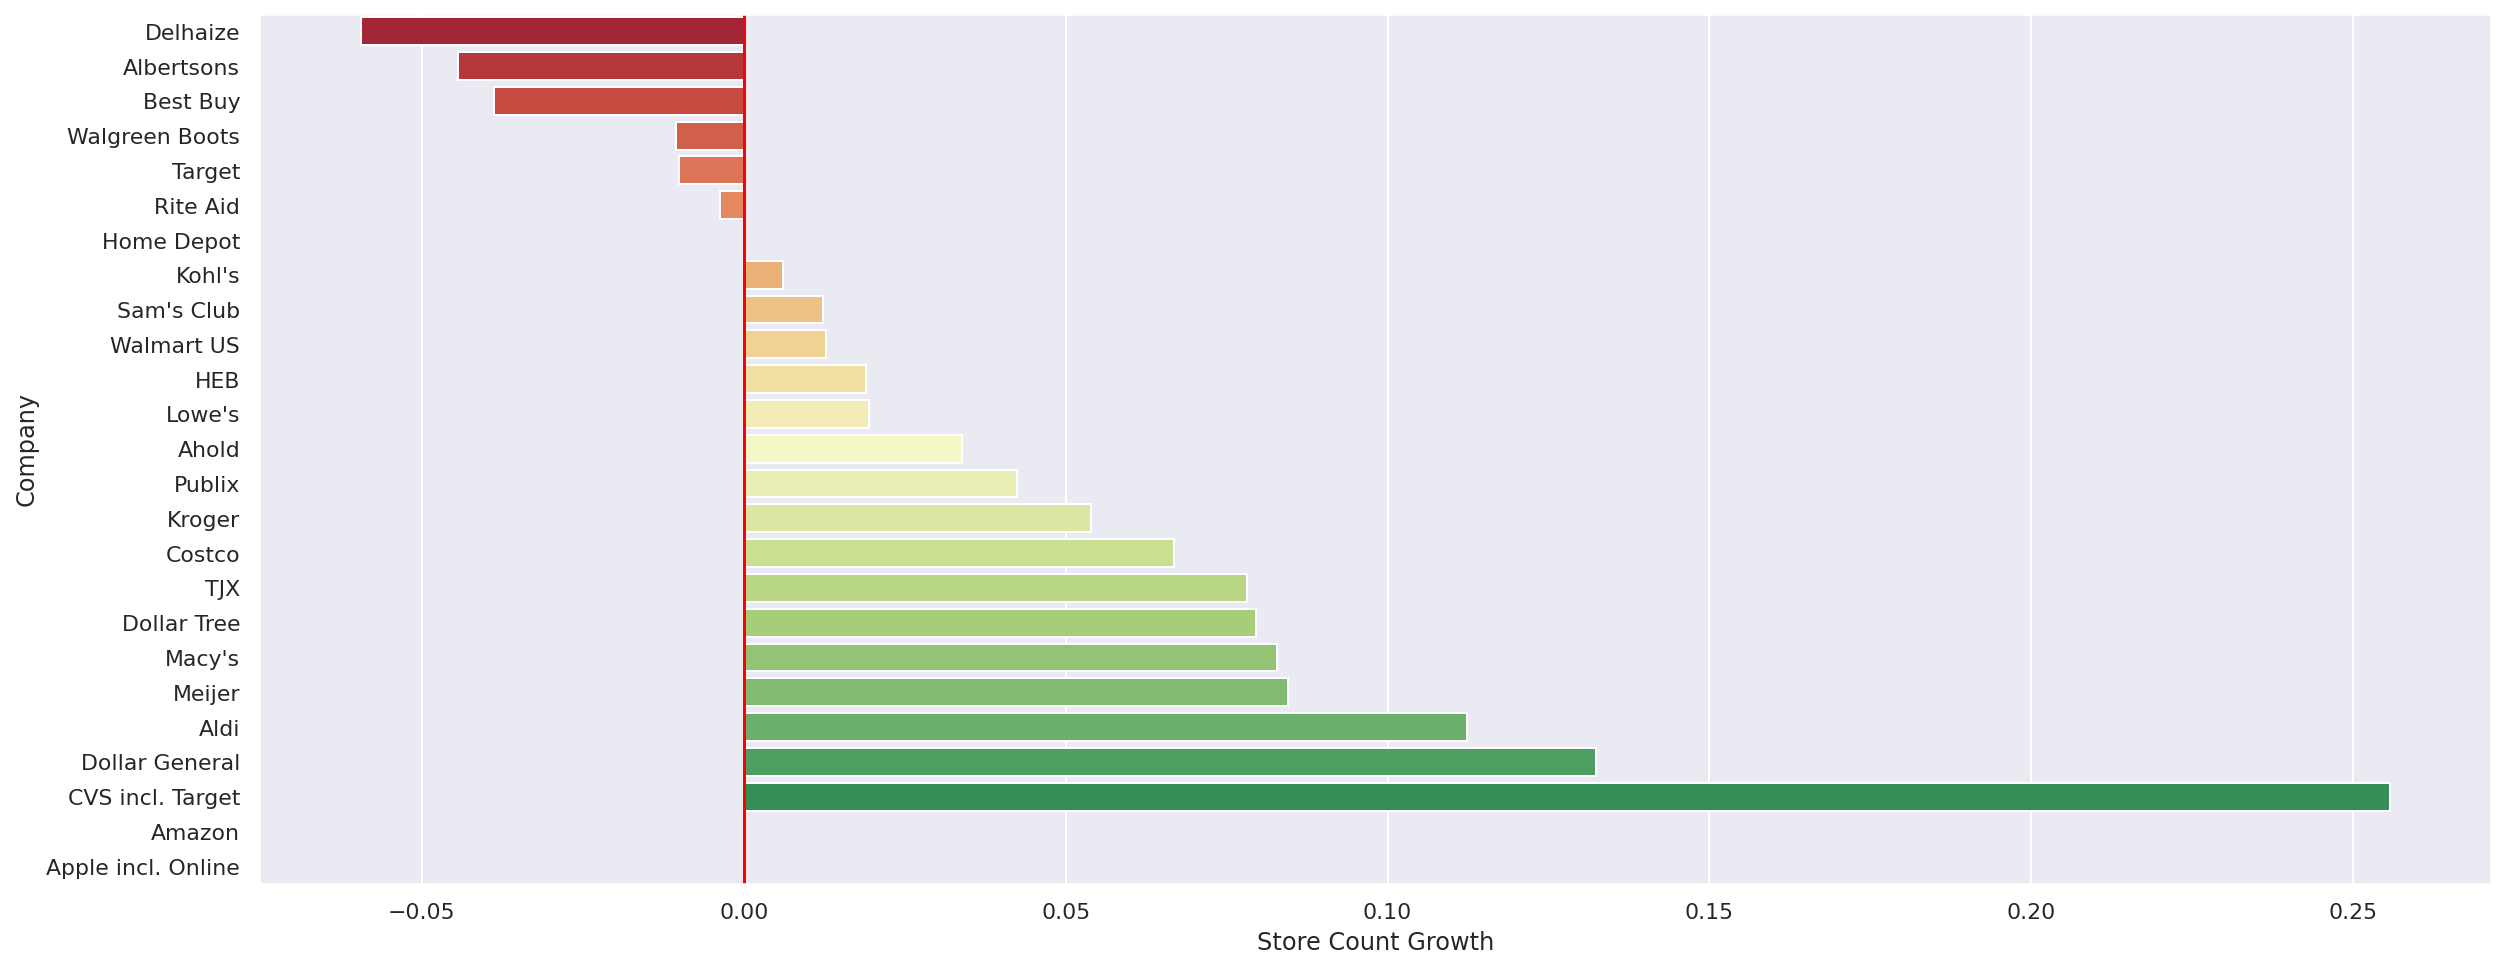 Delhaize
Albertsons
Best Buy
Walgreen Boots
Target
Rite Aid
Home Depot
Kohl's
Sam's Club
Walmart US
HEB
Lowe's
Ahold
Publix
Kroger
Costco
TJX
Dollar Tree
Macy's
Meijer
Aldi
Dollar General
CVS incl. Target
Amazon
Apple incl. Online
Company
−0.05 0.00 0.05 0.10 0.15 0.20 0.25
Store Count Growth